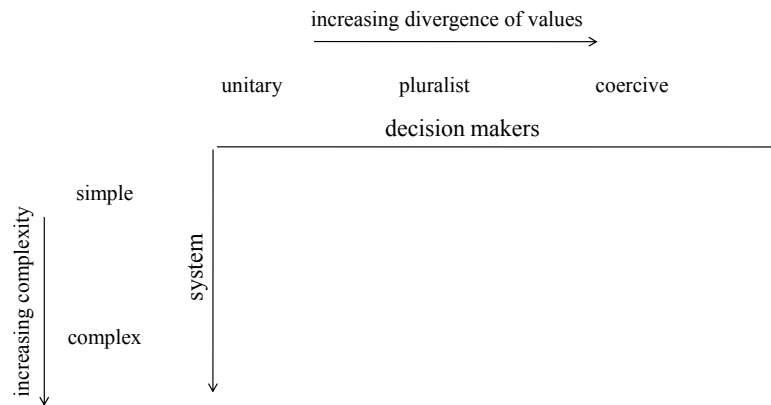 increasing divergence of values
unitary pluralist coercive
decision makers
simple
increasing complexity
system
complex